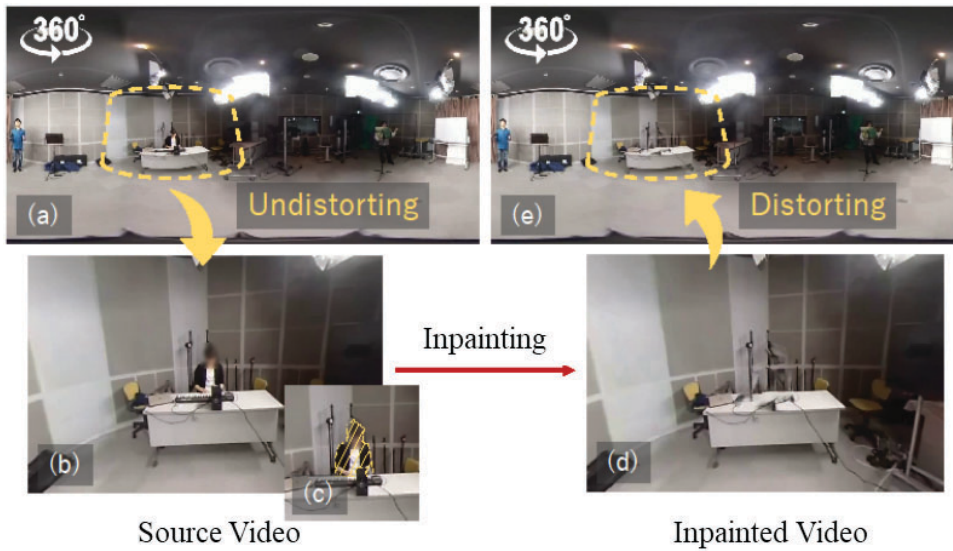 360°
360°
(a)
Undistorting
(e)
Distorting
Inpainting
(b)
(c)
(d)
Source Video
Inpainted Video